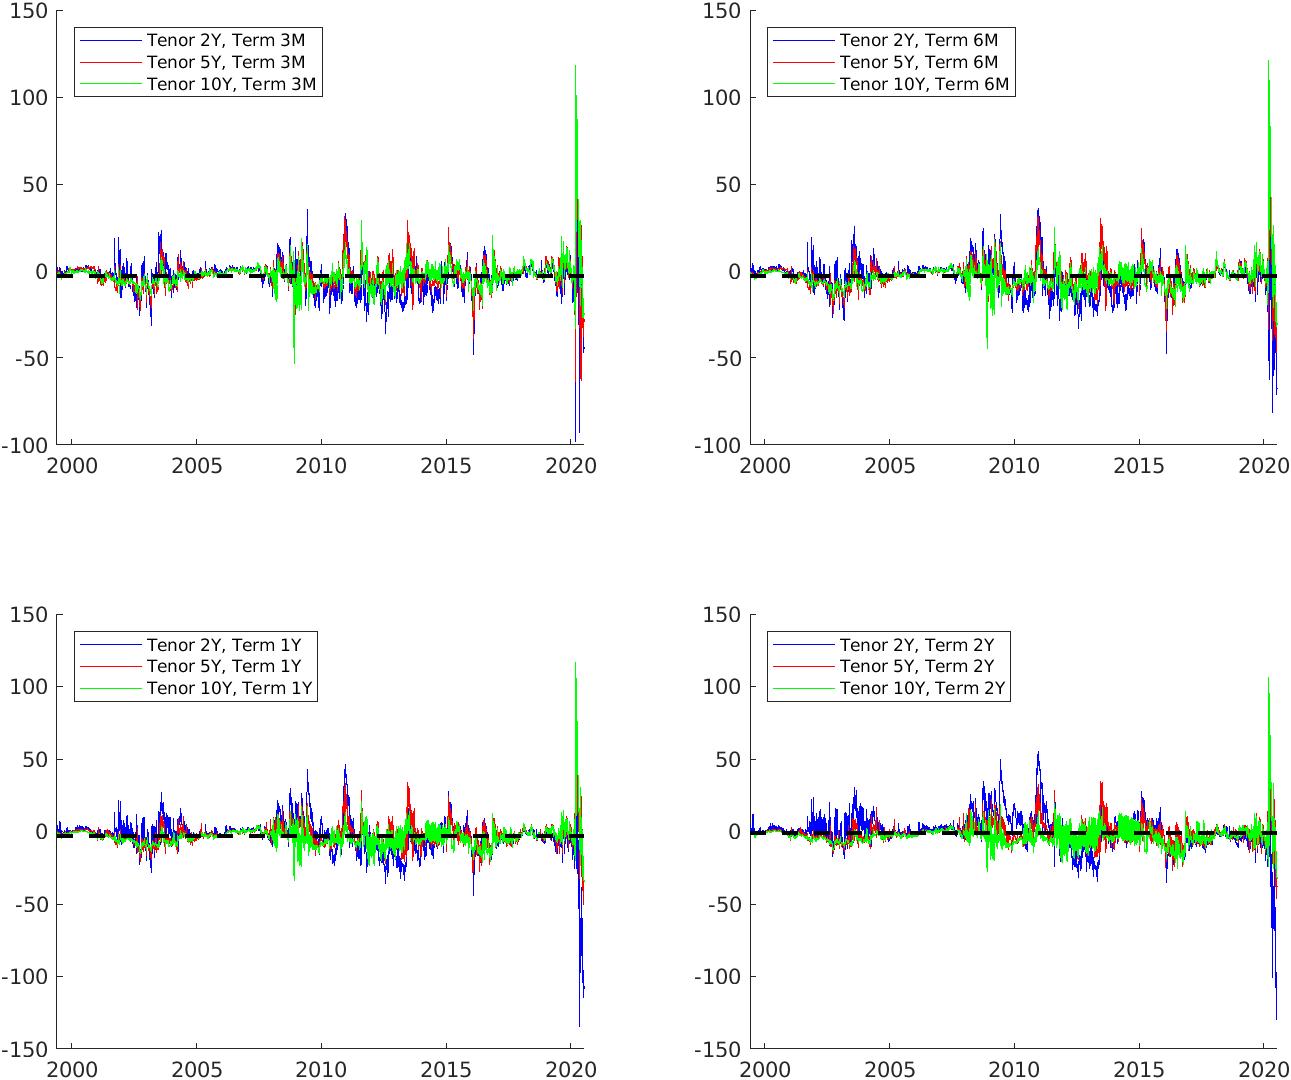 150
100
50
0
-50
-100
2000 2005 2010 2015 2020
Tenor 2Y, Term 3M
Tenor 5Y, Term 3M
Tenor 10Y, Term 3M
150
100
50
0
-50
-100
2000 2005 2010 2015 2020
Tenor 2Y, Term 6M
Tenor 5Y, Term 6M
Tenor 10Y, Term 6M
150
100
50
0
-50
-100
-150
2000 2005 2010 2015 2020
Tenor 2Y, Term 1Y
Tenor 5Y, Term 1Y
Tenor 10Y, Term 1Y
150
100
50
0
-50
-100
-150
2000 2005 2010 2015 2020
Tenor 2Y, Term 2Y
Tenor 5Y, Term 2Y
Tenor 10Y, Term 2Y